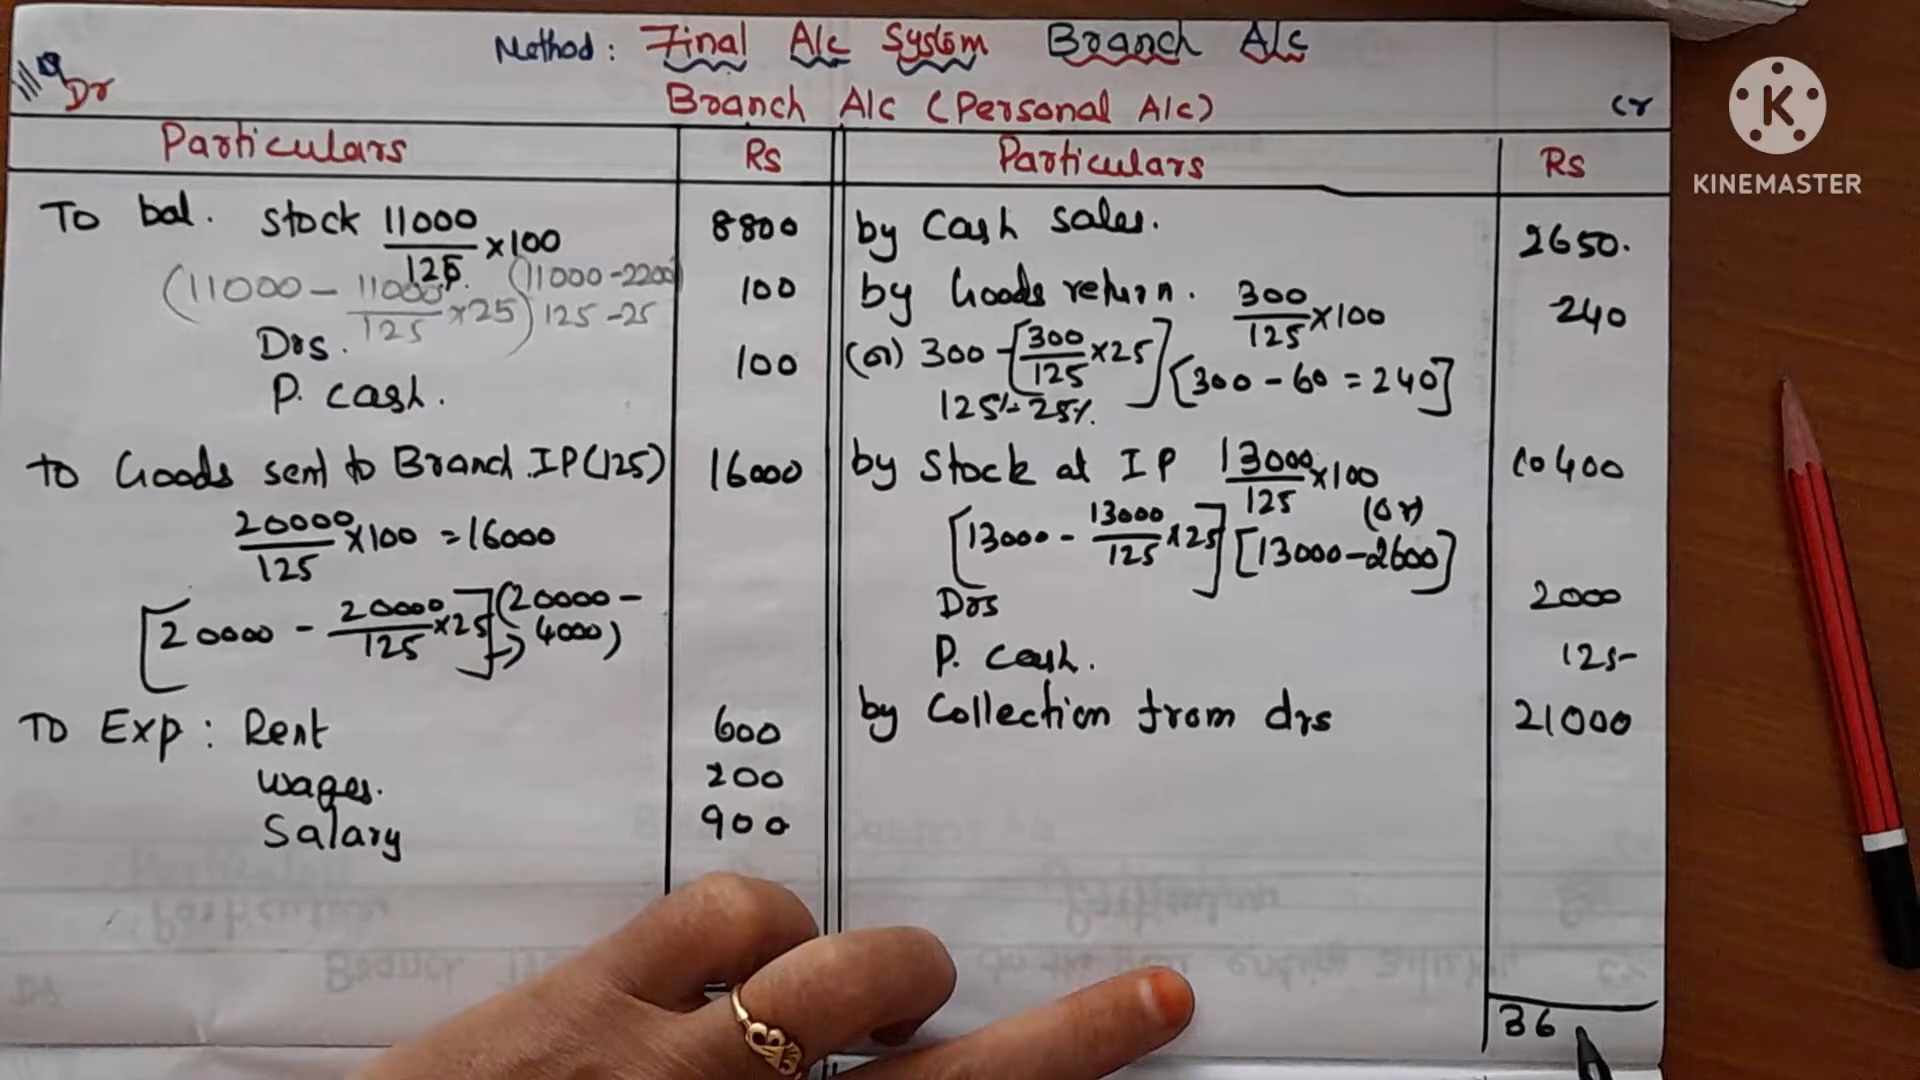 Method: Final A/c System Branch A/c
Dr Branch A/c (Personal A/c) Cr
Particulars Rs Particulars Rs
To bal. Stock 11000/125 ×100 8800
(11000 - 11000/125 ×25) (11000-2200) 125-25 100
Drs. 100
P. cash.
To Goods sent to Branch IP(125) 16000
20000/125 ×100 = 16000
[20000 - 20000/125 ×25] → (20000-4000)
To Exp: Rent 600
Wages. 200
Salary 900
by Cash sales. 2650.
by Goods return. 300/125 ×100 240
300 - [300/125 ×25] [300-60=240]
125% - 25%
by Stock at IP 13000/125 ×100 10400
(or)
[13000 - 13000/125 ×25] [13000-2600]
Drs 2000
P. cash. 125-
by Collection from drs 21000
36
K
KINEMASTER